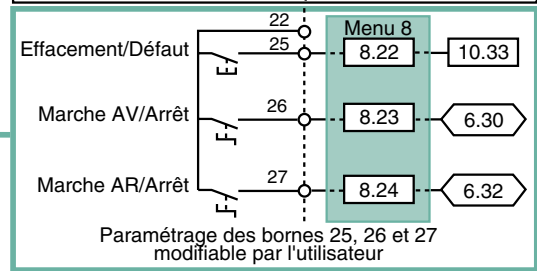 22
Menu 8
Effacement/Défaut 25 8.22 10.33
Marche AV/Arrêt 26 8.23 6.30
Marche AR/Arrêt 27 8.24 6.32
Paramétrage des bornes 25, 26 et 27
modifiable par l'utilisateur